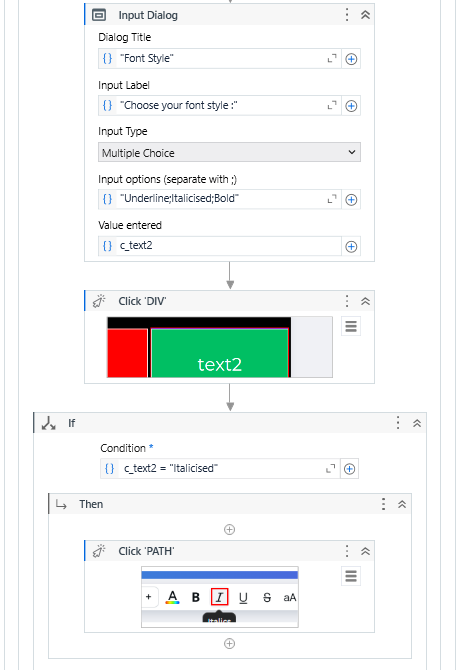 Input Dialog
Dialog Title
"Font Style"
Input Label
"Choose your font style :"
Input Type
Multiple Choice
Input options (separate with ;)
"Underline;Italicised;Bold"
Value entered
c_text2
Click 'DIV'
text2
If
Condition *
c_text2 = "Italicised"
Then
Click 'PATH'
+ A B I U S aA
Italics